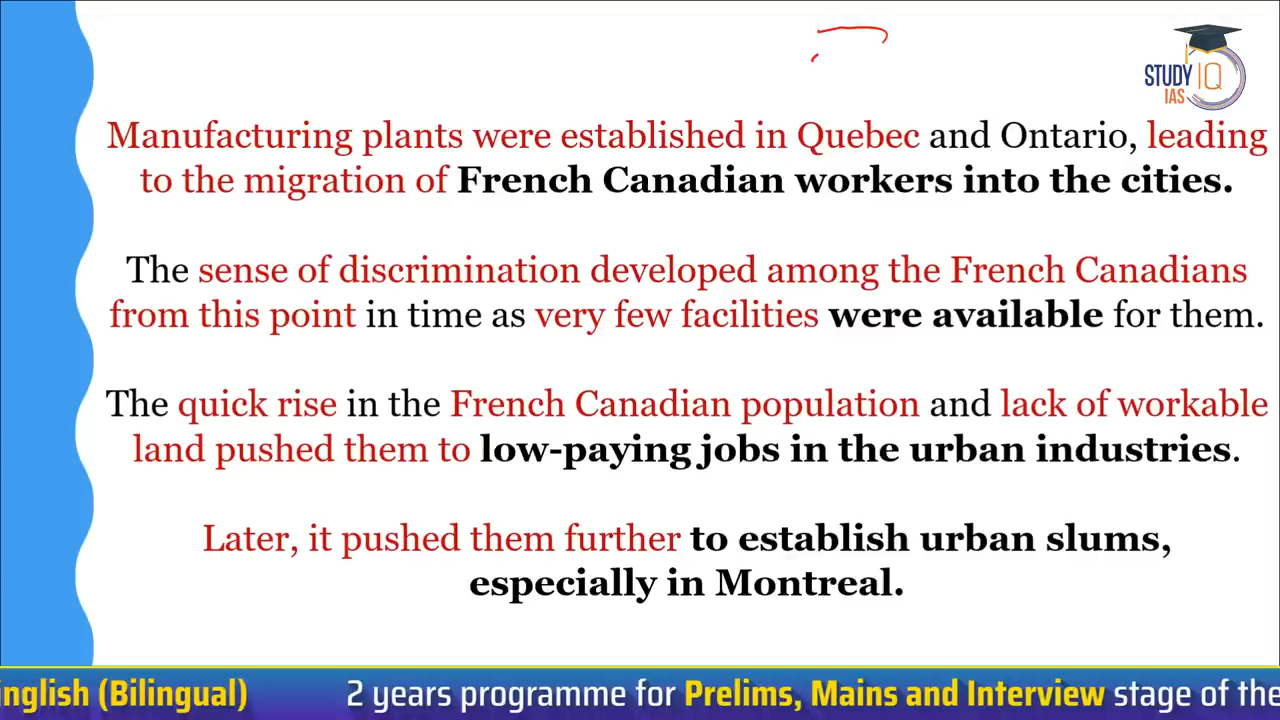 STUDY IQ
IAS
Manufacturing plants were established in Quebec and Ontario, leading
to the migration of French Canadian workers into the cities.
The sense of discrimination developed among the French Canadians
from this point in time as very few facilities were available for them.
The quick rise in the French Canadian population and lack of workable
land pushed them to low-paying jobs in the urban industries.
Later, it pushed them further to establish urban slums,
especially in Montreal.
(Bilingual) 2 years programme for Prelims, Mains and Interview stage of the